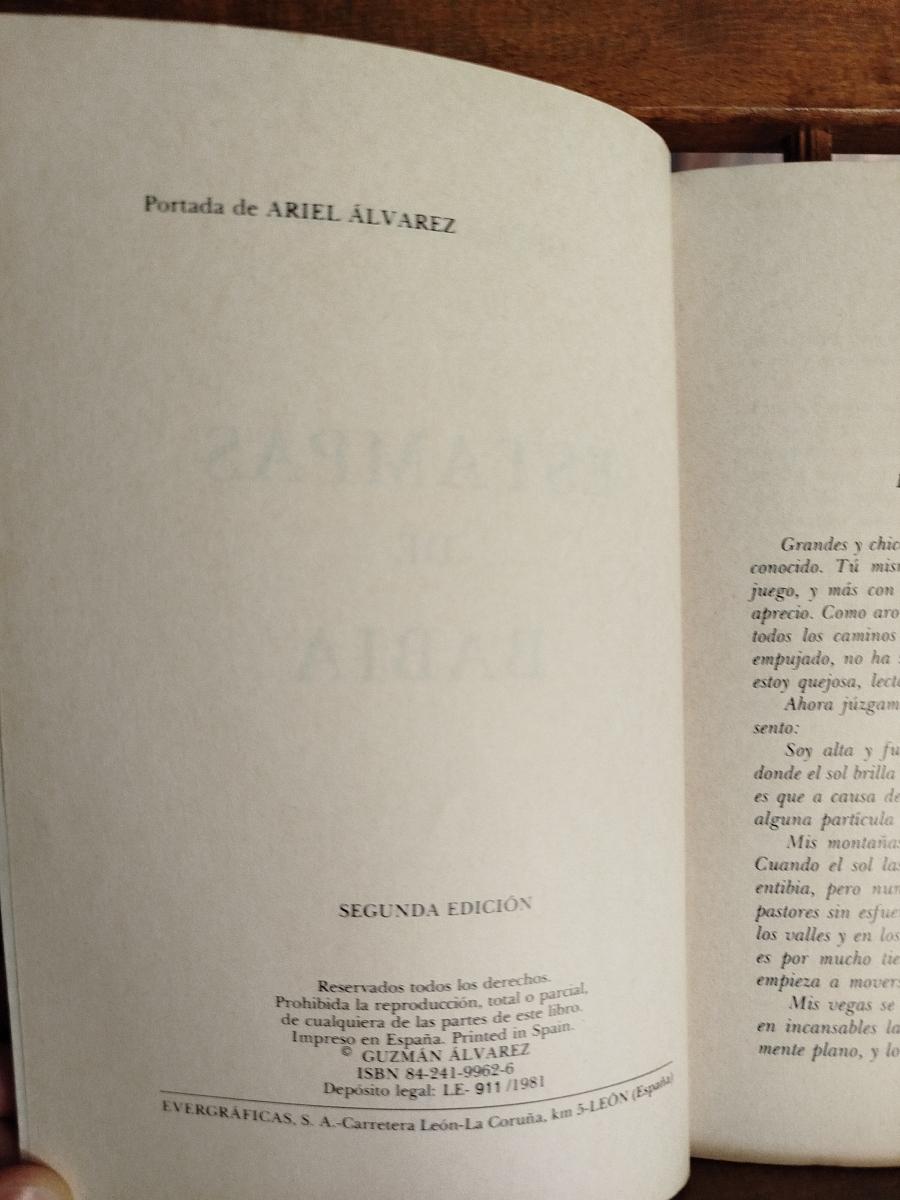 Portada de ARIEL ÁLVAREZ
ESTAMPAS
DE
BABIA
SEGUNDA EDICIÓN
Reservados todos los derechos.
Prohibida la reproducción, total o parcial,
de cualquiera de las partes de este libro.
Impreso en España. Printed in Spain.
© GUZMÁN ÁLVAREZ
ISBN 84-241-9962-6
Depósito legal: LE- 911 /1981
EVERGRÁFICAS, S. A.-Carretera León-La Coruña, km 5-LEÓN (España)
Grandes y chic
conocido. Tú mis
juego, y más con
aprecio. Como aro
todos los caminos
empujado, no ha
estoy quejosa, lect
Ahora júzgam
sento:
Soy alta y fu
donde el sol brilla
es que a causa de
alguna partícula
Mis montañas
Cuando el sol las
entibia, pero nun
pastores sin esfue
los valles y en los
es por mucho tie
empieza a mover
Mis vegas se
en incansables la
mente plano, y lo